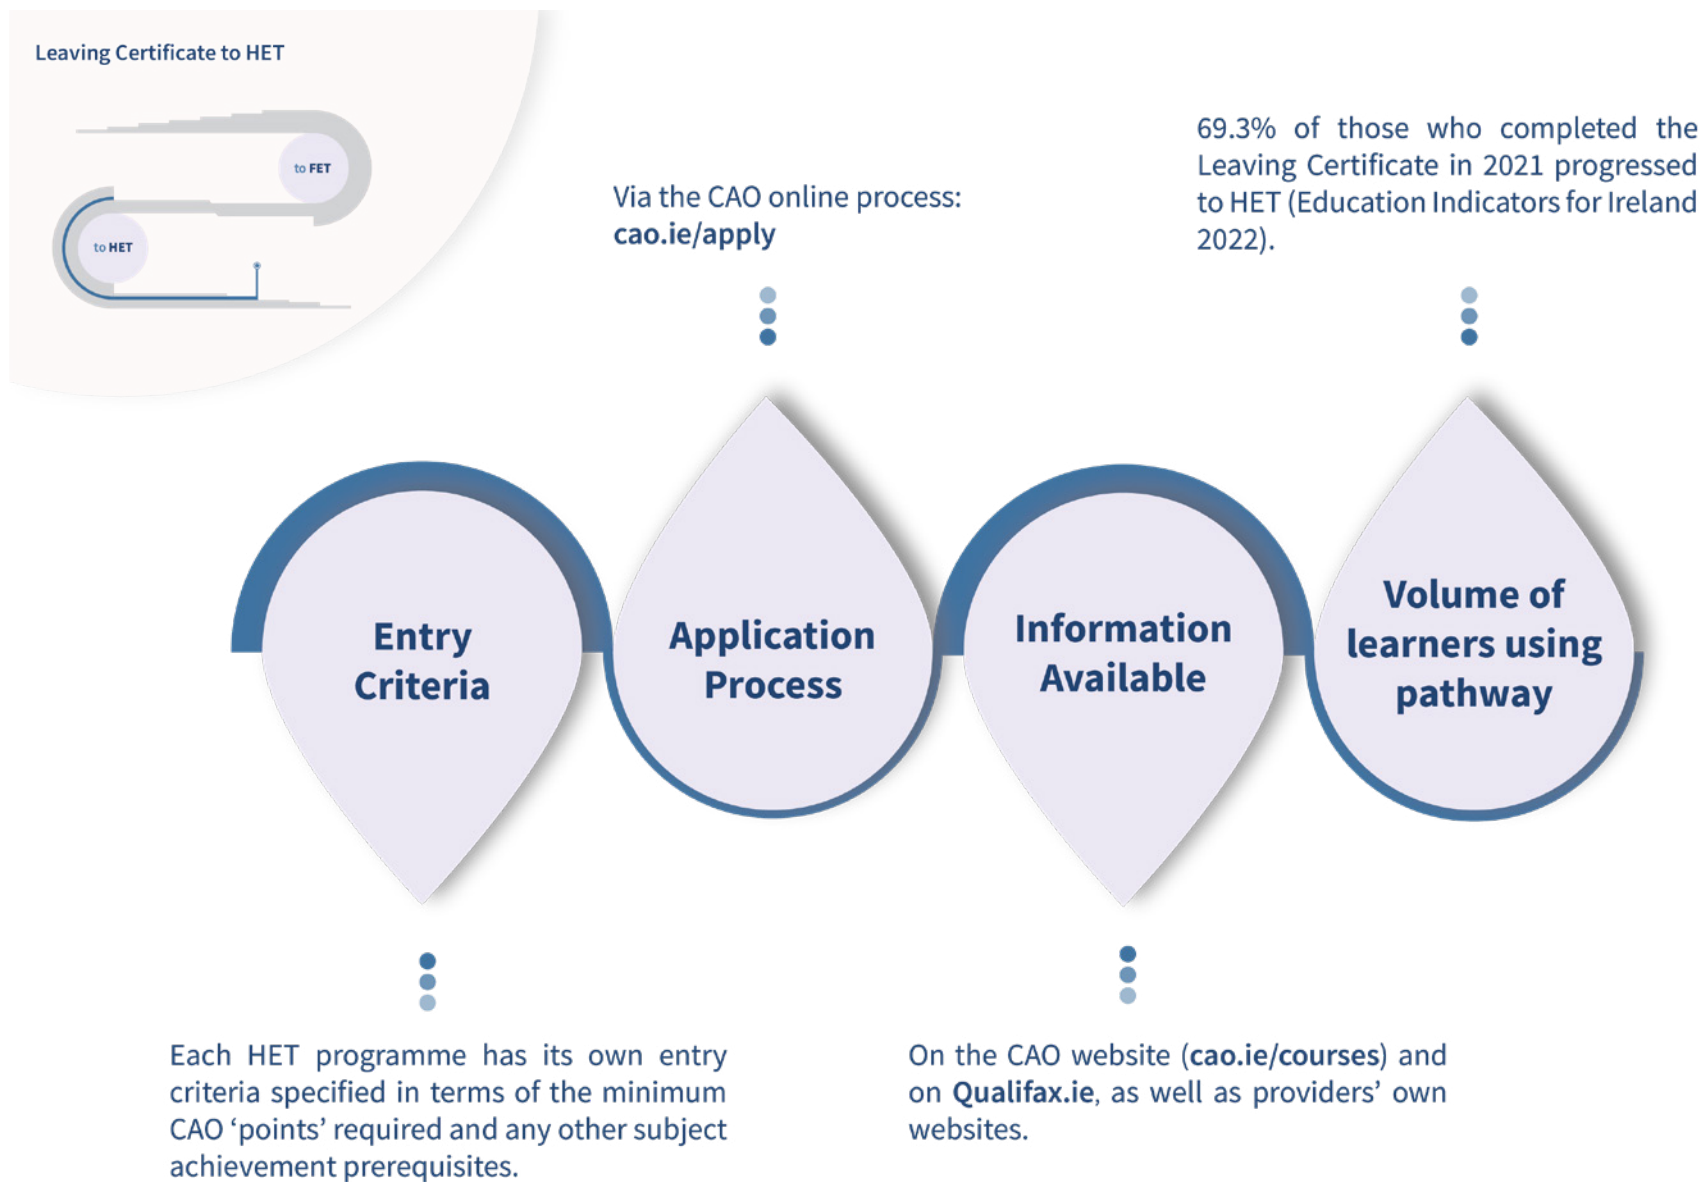 Leaving Certificate to HET
to FET
to HET
Via the CAO online process:
cao.ie/apply
69.3% of those who completed the
Leaving Certificate in 2021 progressed
to HET (Education Indicators for Ireland
2022).
Entry
Criteria
Application
Process
Information
Available
Volume of
learners using
pathway
Each HET programme has its own entry
criteria specified in terms of the minimum
CAO ‘points’ required and any other subject
achievement prerequisites.
On the CAO website (cao.ie/courses) and
on Qualifax.ie, as well as providers’ own
websites.